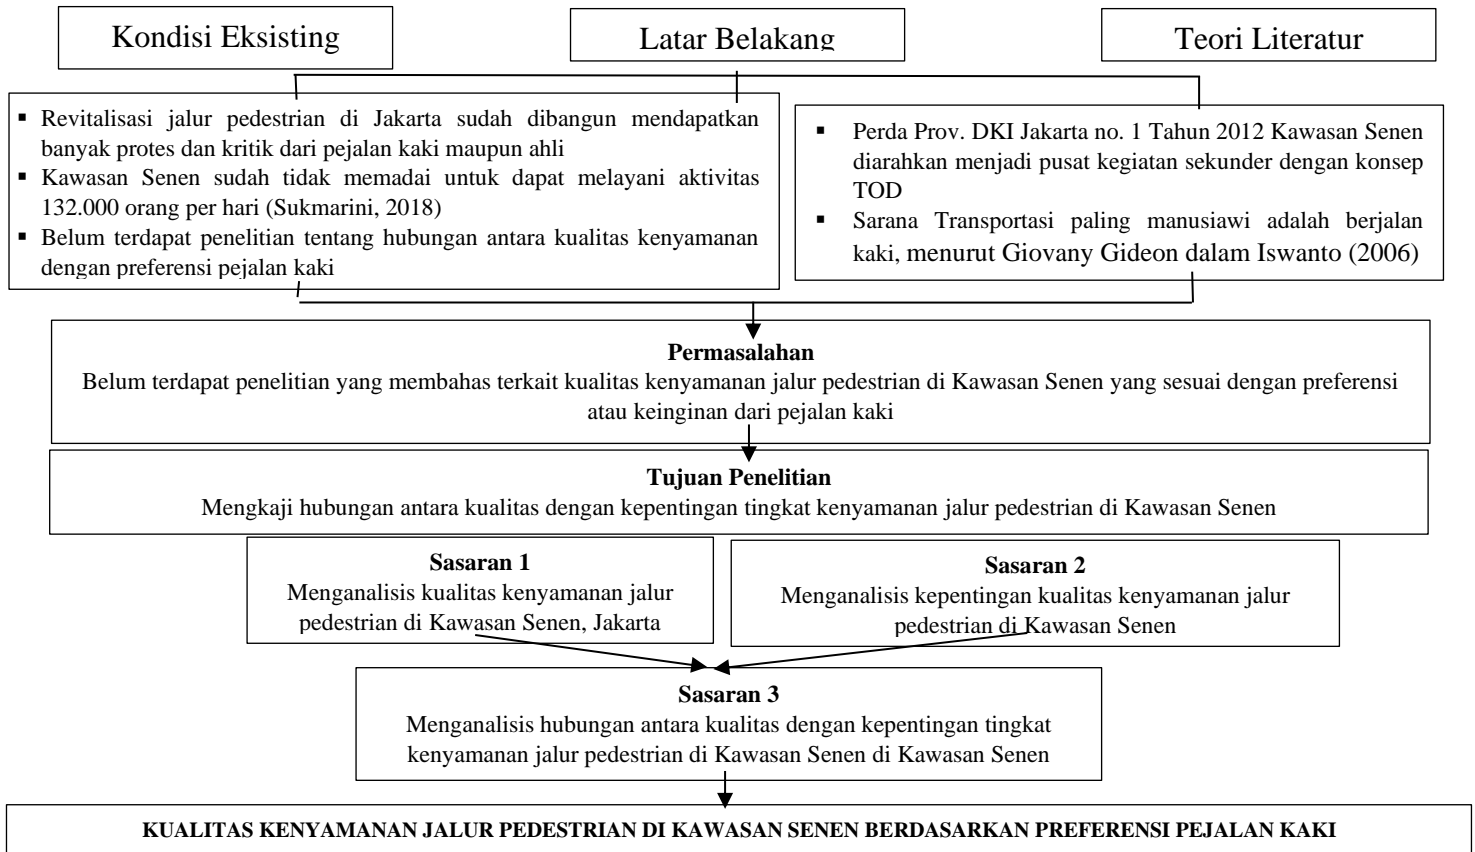 Kondisi Eksisting
Latar Belakang
Teori Literatur
▪ Revitalisasi jalur pedestrian di Jakarta sudah dibangun mendapatkan
banyak protes dan kritik dari pejalan kaki maupun ahli
▪ Kawasan Senen sudah tidak memadai untuk dapat melayani aktivitas
132.000 orang per hari (Sukmarini, 2018)
▪ Belum terdapat penelitian tentang hubungan antara kualitas kenyamanan
dengan preferensi pejalan kaki
▪ Perda Prov. DKI Jakarta no. 1 Tahun 2012 Kawasan Senen
diarahkan menjadi pusat kegiatan sekunder dengan konsep
TOD
▪ Sarana Transportasi paling manusiawi adalah berjalan
kaki, menurut Giovany Gideon dalam Iswanto (2006)
Permasalahan
Belum terdapat penelitian yang membahas terkait kualitas kenyamanan jalur pedestrian di Kawasan Senen yang sesuai dengan preferensi
atau keinginan dari pejalan kaki
Tujuan Penelitian
Mengkaji hubungan antara kualitas dengan kepentingan tingkat kenyamanan jalur pedestrian di Kawasan Senen
Sasaran 1
Menganalisis kualitas kenyamanan jalur
pedestrian di Kawasan Senen, Jakarta
Sasaran 2
Menganalisis kepentingan kualitas kenyamanan jalur
pedestrian di Kawasan Senen
Sasaran 3
Menganalisis hubungan antara kualitas dengan kepentingan tingkat
kenyamanan jalur pedestrian di Kawasan Senen di Kawasan Senen
KUALITAS KENYAMANAN JALUR PEDESTRIAN DI KAWASAN SENEN BERDASARKAN PREFERENSI PEJALAN KAKI